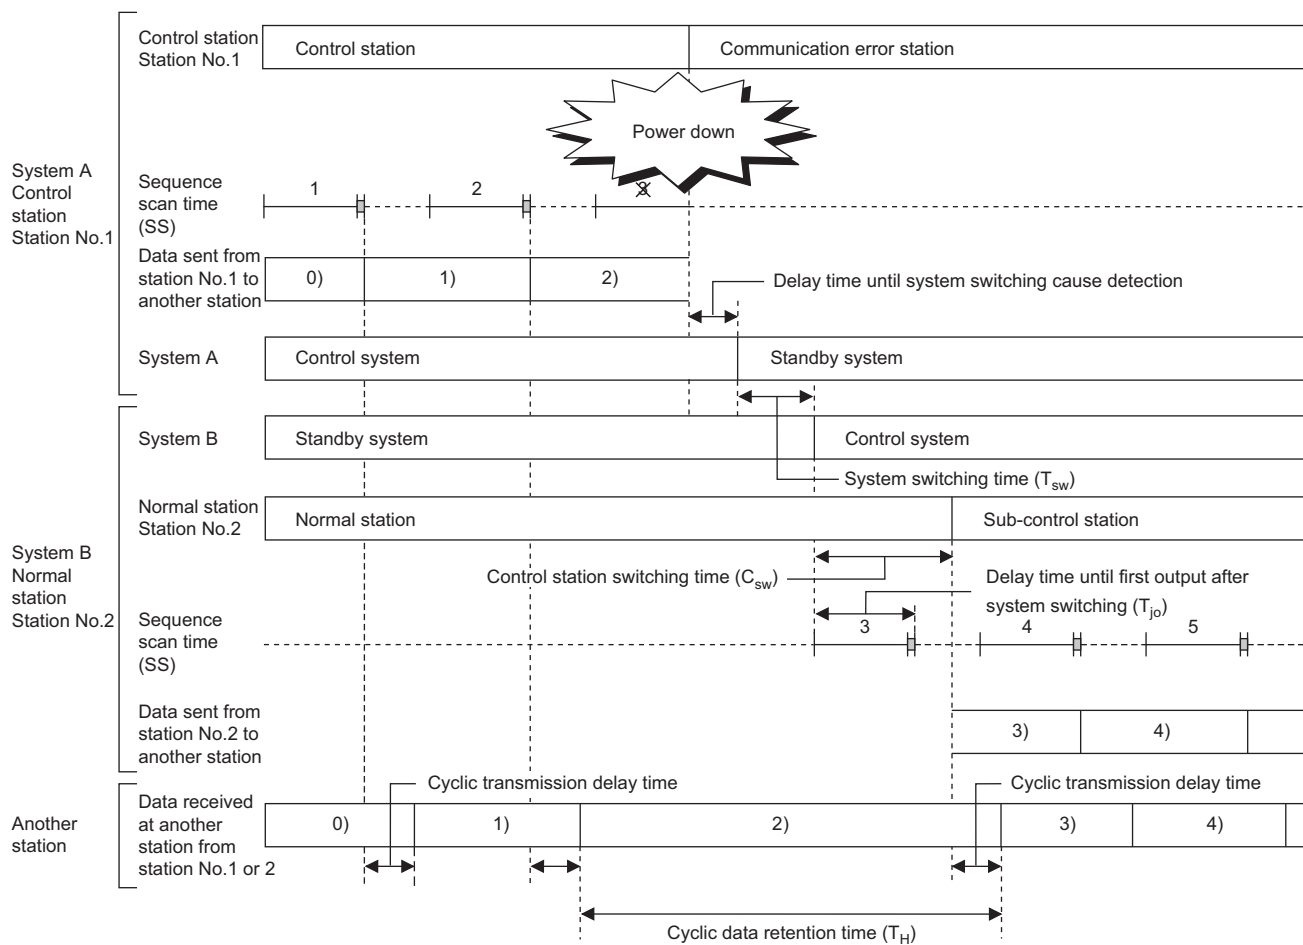 Control station
Station No.1
Control station
Communication error station
Power down
System A
Control
station
Station No.1
Sequence
scan time
(SS)
1
2
3
Data sent from
station No.1 to
another station
0)
1)
2)
Delay time until system switching cause detection
System A
Control system
Standby system
System B
Standby system
Control system
System switching time (Tsw)
Normal station
Station No.2
Normal station
Sub-control station
System B
Normal
station
Station No.2
Control station switching time (Csw)
Delay time until first output after
system switching (Tjo)
Sequence
scan time
(SS)
3
4
5
Data sent from
station No.2 to
another station
3)
4)
Cyclic transmission delay time
Cyclic transmission delay time
Another
station
Data received
at another
station from
station No.1 or 2
0)
1)
2)
3)
4)
Cyclic data retention time (TH)